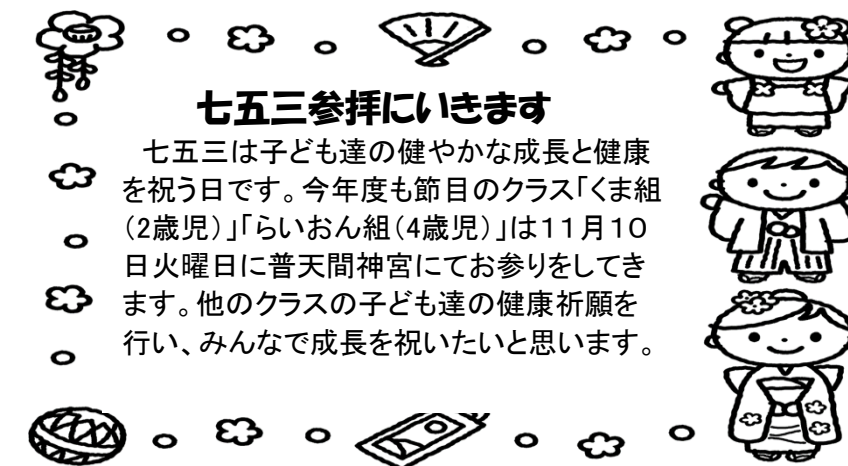 七五三参拝にいきます
七五三は子ども達の健やかな成長と健康
を祝う日です。今年度も節目のクラス「くま組
（2歳児）」「らいおん組（4歳児）」は１１月１０
日火曜日に普天間神宮にてお参りをしてき
ます。他のクラスの子ども達の健康祈願を
行い、みんなで成長を祝いたいと思います。